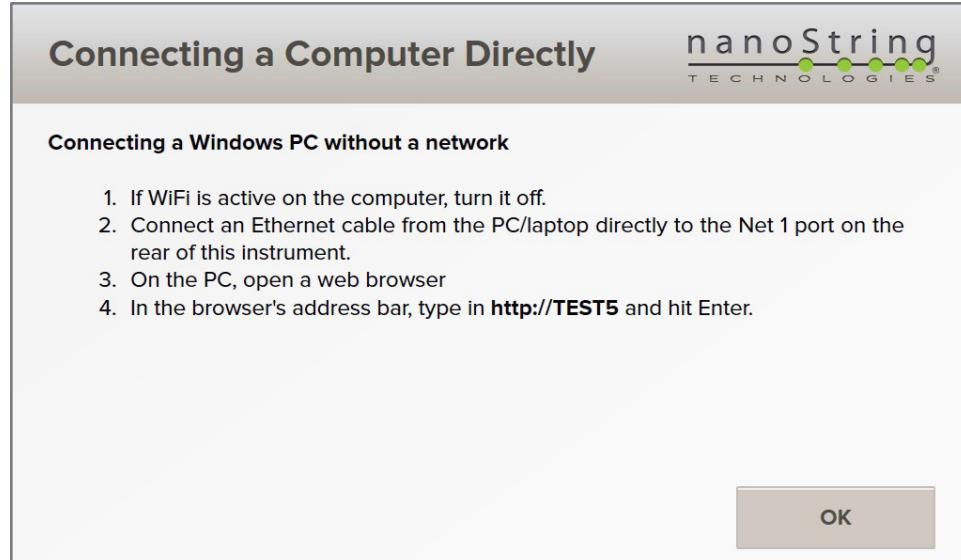 Connecting a Computer Directly
nanoString
TECHNOLOGIES®
Connecting a Windows PC without a network
1. If WiFi is active on the computer, turn it off.
2. Connect an Ethernet cable from the PC/laptop directly to the Net 1 port on the
rear of this instrument.
3. On the PC, open a web browser
4. In the browser's address bar, type in http://TEST5 and hit Enter.
OK